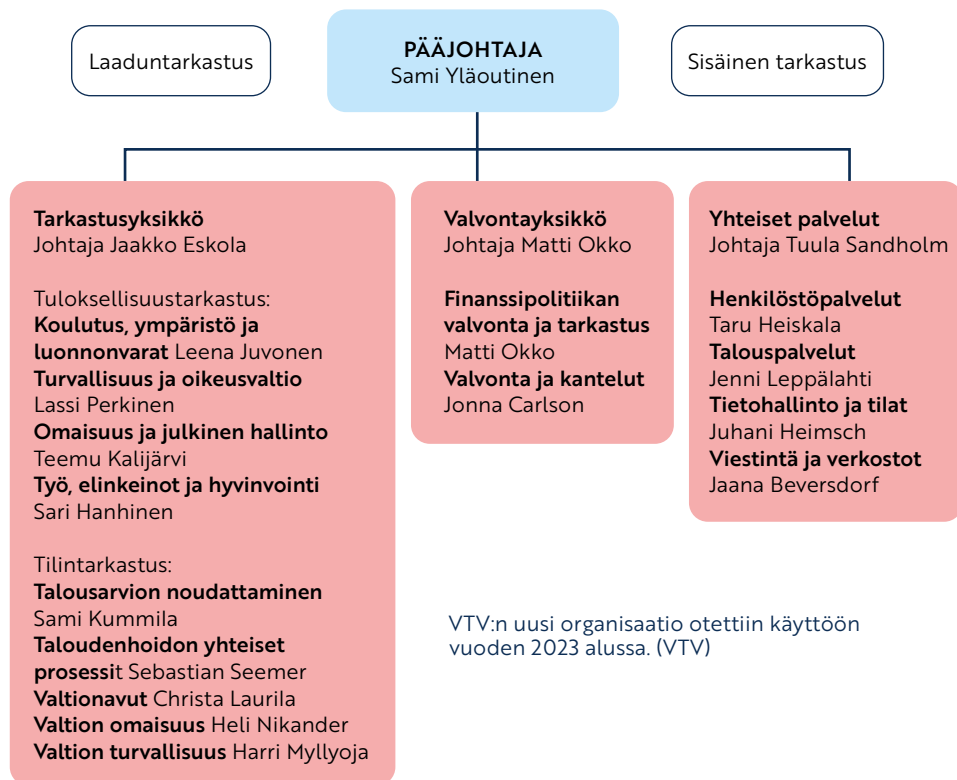 Laaduntarkastus
PÄÄJOHTAJA
Sami Yläoutinen
Sisäinen tarkastus
Tarkastusyksikkö
Johtaja Jaakko Eskola
Tuloksellisuustarkastus:
Koulutus, ympäristö ja
luonnonvarat Leena Juvonen
Turvallisuus ja oikeusvaltio
Lassi Perkinen
Omaisuus ja julkinen hallinto
Teemu Kalijärvi
Työ, elinkeinot ja hyvinvointi
Sari Hanhinen
Tilintarkastus:
Talousarvion noudattaminen
Sami Kummila
Taloudenhoidon yhteiset
prosessit Sebastian Seemer
Valtionavut Christa Laurila
Valtion omaisuus Heli Nikander
Valtion turvallisuus Harri Myllyoja
Valvontayksikkö
Johtaja Matti Okko
Finanssipolitiikan
valvonta ja tarkastus
Matti Okko
Valvonta ja kantelut
Jonna Carlson
Yhteiset palvelut
Johtaja Tuula Sandholm
Henkilöstöpalvelut
Taru Heiskala
Talouspalvelut
Jenni Leppälahti
Tietohallinto ja tilat
Juhani Heimsch
Viestintä ja verkostot
Jaana Beversdorf
VTV:n uusi organisaatio otettiin käyttöön
vuoden 2023 alussa. (VTV)